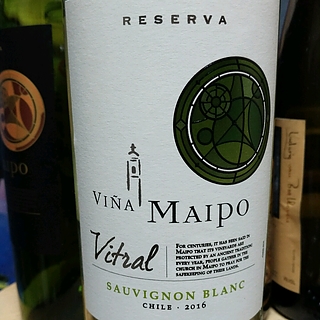 RESERVA
VIÑA MAIPO
Vitral
FOR CENTURIES, IT HAS BEEN SAID IN
MAIPO THAT ITS VINEYARDS ARE
PROTECTED BY AN ANCIENT TRADITION:
EVERY YEAR, PEOPLE GATHER IN THE
CHURCH IN MAIPO TO PRAY FOR THE
SAFEKEEPING OF THEIR LANDS.
SAUVIGNON BLANC
CHILE · 2016